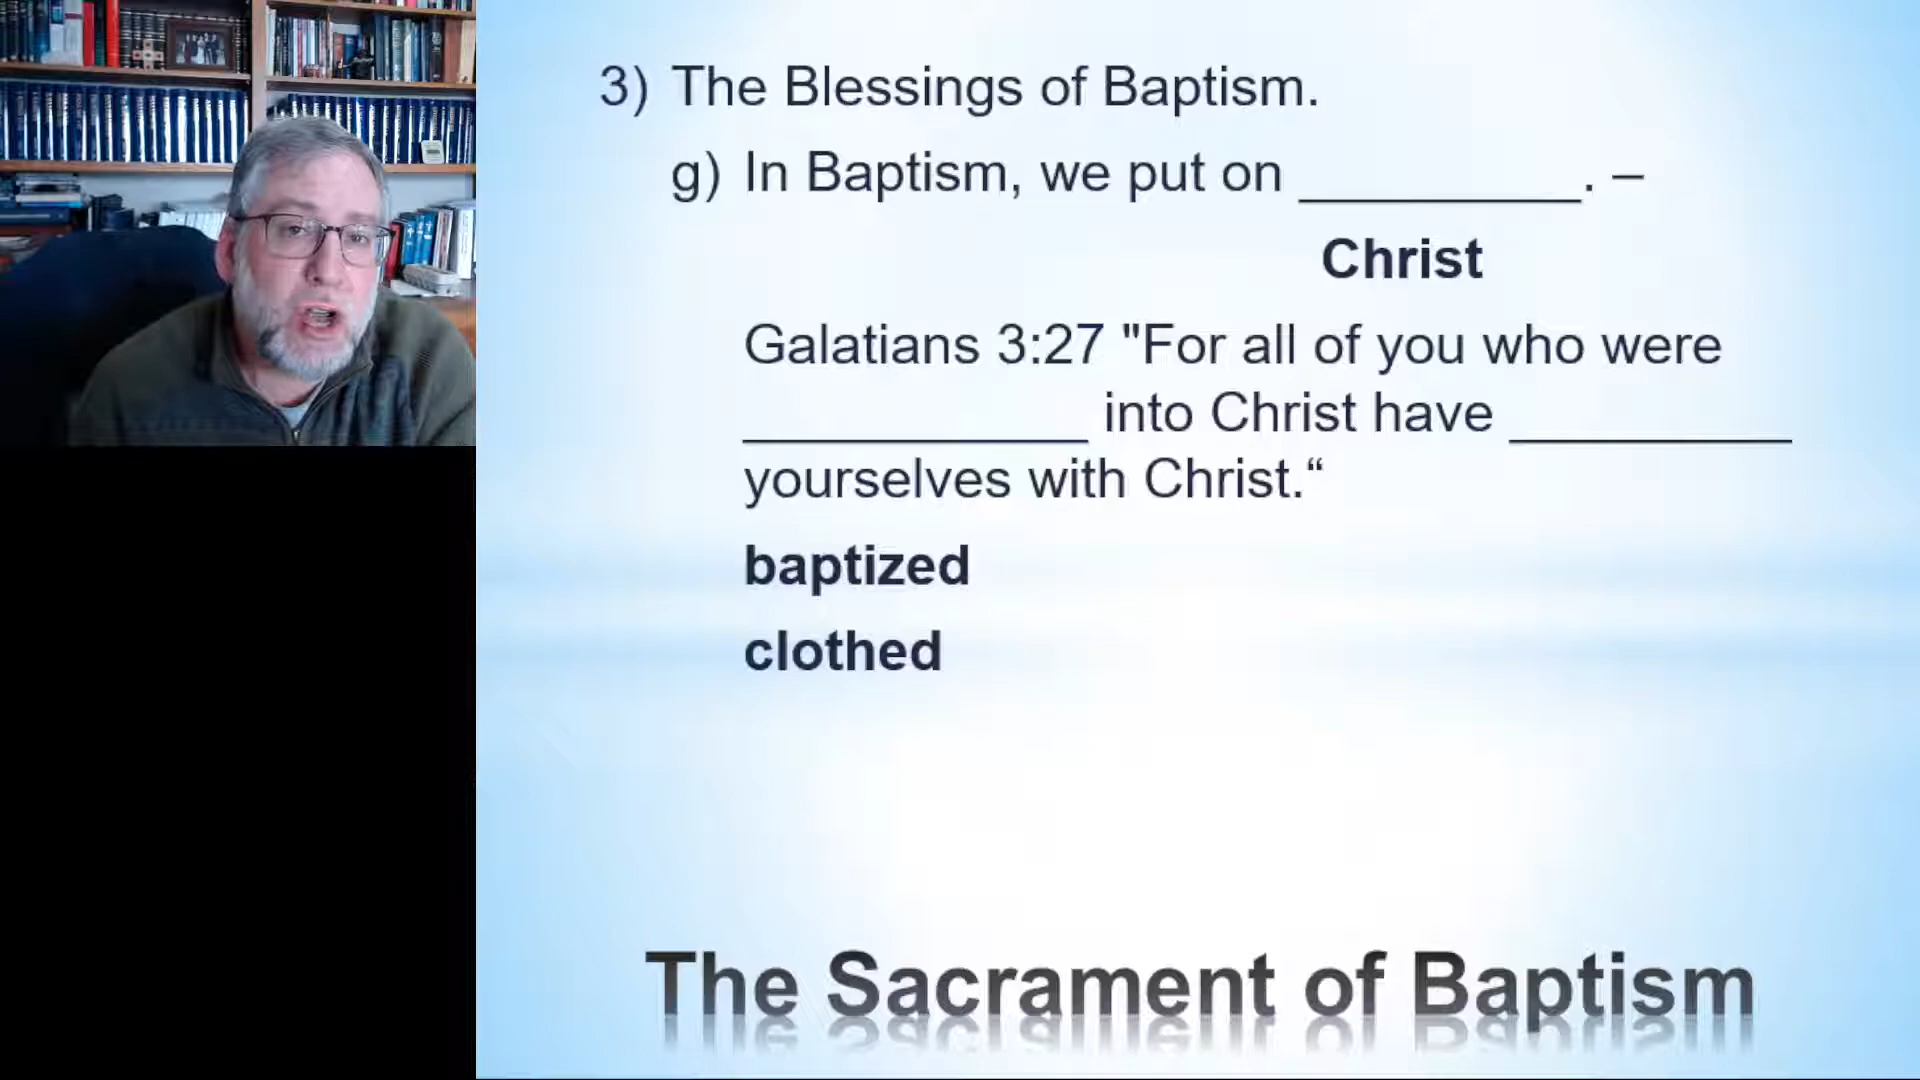 3) The Blessings of Baptism.
g) In Baptism, we put on __________. –
Christ
Galatians 3:27 "For all of you who were
____________ into Christ have __________
yourselves with Christ.“
baptized
clothed
The Sacrament of Baptism